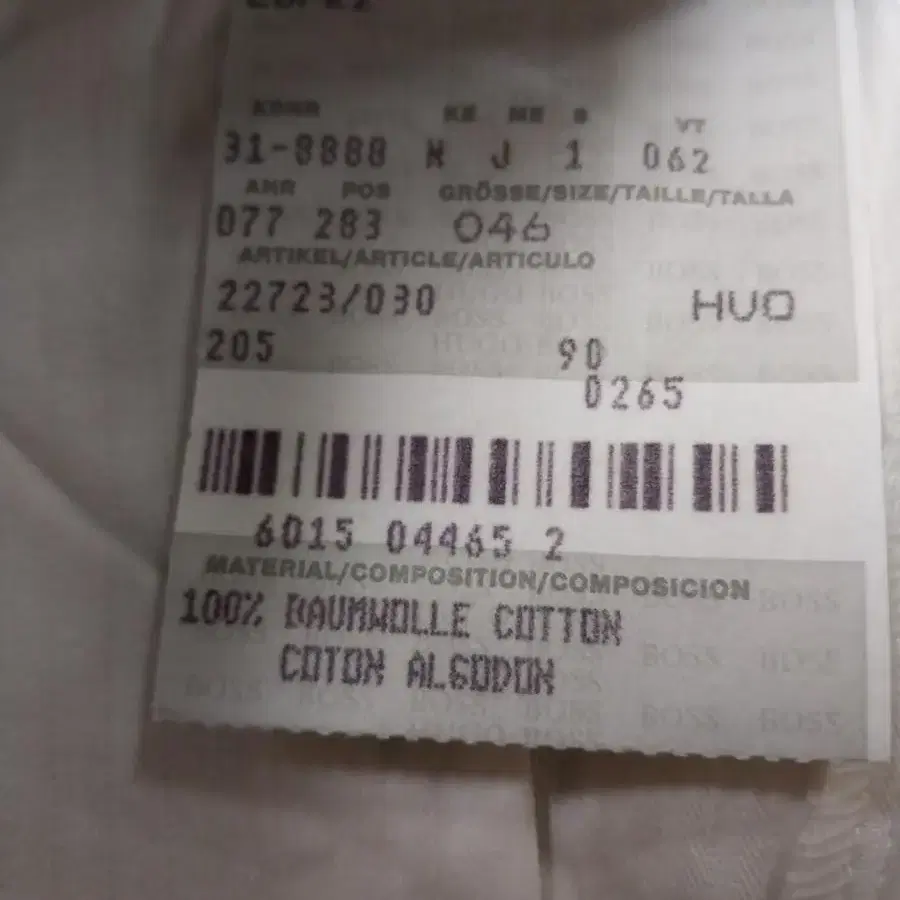 KDNR KE ME S VT
31-8888 N J 1 062
ANR POS GRÖSSE/SIZE/TAILLE/TALLA
077 283 046
ARTIKEL/ARTICLE/ARTICULO
22723/030 HUO
205 90
0265
6015 04465 2
MATERIAL/COMPOSITION/COMPOSICION
100% BAUMWOLLE COTTON
COTON ALGODON